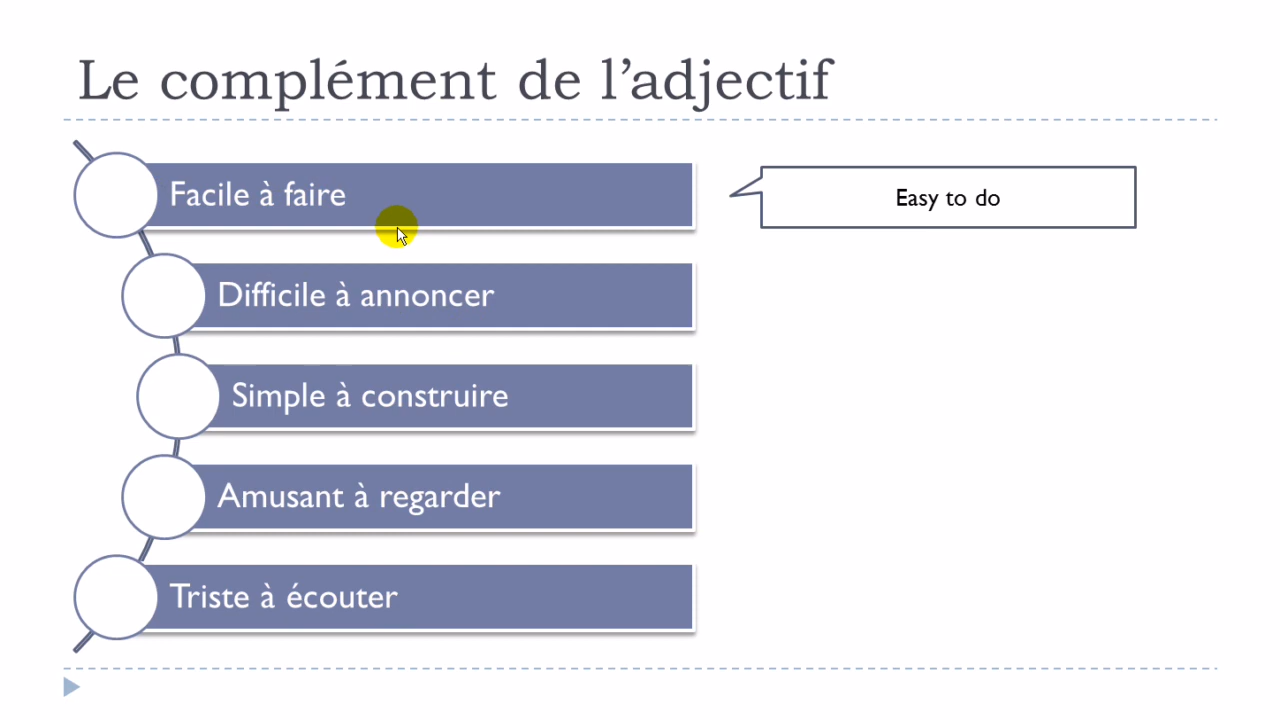 Le complément de l’adjectif
Facile à faire
Easy to do
Difficile à annoncer
Simple à construire
Amusant à regarder
Triste à écouter